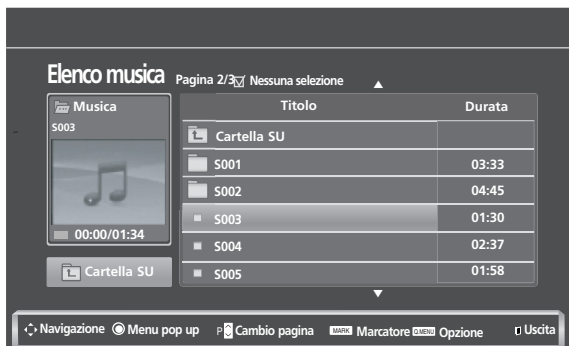 Elenco musica Pagina 2/3 Nessuna selezione
Musica
S003
00:00/01:34
Cartella SU
Titolo Durata
Cartella SU
S001 03:33
S002 04:45
S003 01:30
S004 02:37
S005 01:58
Navigazione Menu pop up P Cambio pagina MARK Marcatore Q.MENU Opzione Uscita